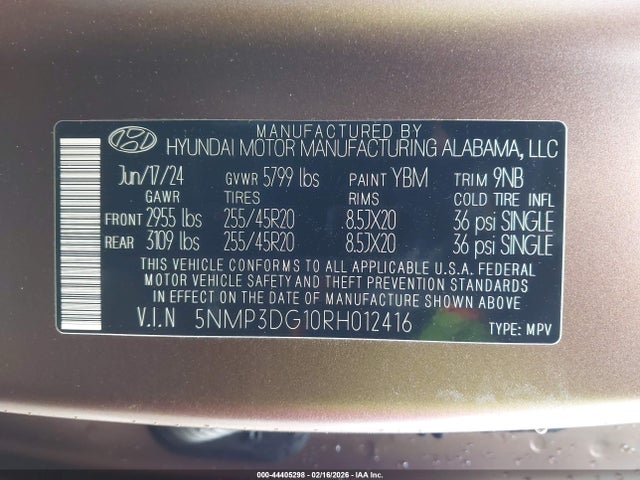 MANUFACTURED BY
HYUNDAI MOTOR MANUFACTURING ALABAMA, LLC
Jun/17/24 GVWR 5799 lbs PAINT YBM TRIM 9NB
GAWR TIRES COLD TIRE INFL
FRONT 2955 lbs 255/45R20 8.5JX20 36 psi SINGLE
REAR 3109 lbs 255/45R20 8.5JX20 36 psi SINGLE
THIS VEHICLE CONFORMS TO ALL APPLICABLE U.S.A. FEDERAL
MOTOR VEHICLE SAFETY AND THEFT PREVENTION STANDARDS
IN EFFECT ON THE DATE OF MANUFACTURE SHOWN ABOVE.
V.I.N 5NMP3DG10RH012416
TYPE: MPV
000-44405298 - 02/16/2026 - IAA Inc.